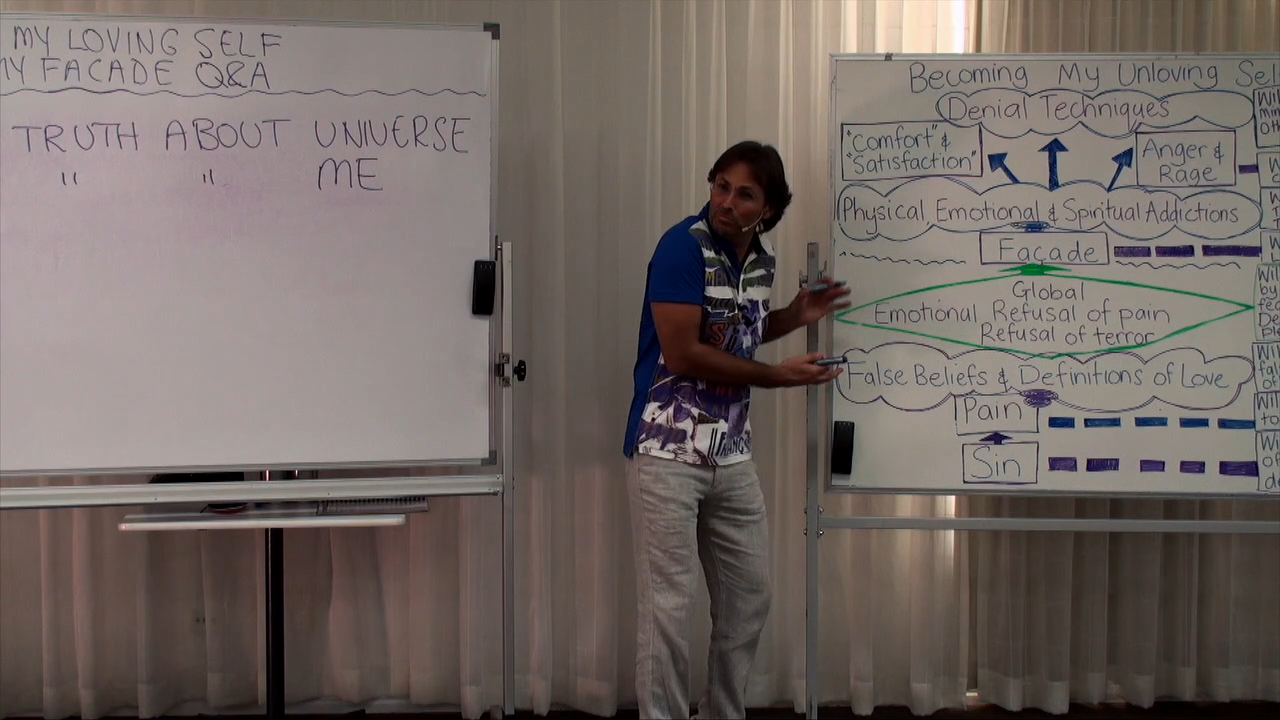 MY LOVING SELF
MY FACADE Q&A
TRUTH ABOUT UNIVERSE
" " ME
Becoming My Unloving Sel
Denial Techniques
"Comfort" &
"Satisfaction"
Anger &
Rage
Physical, Emotional & Spiritual Addictions
Façade
Global
Emotional Refusal of pain
Refusal of terror
False Beliefs & Definitions of Love
Pain
Sin